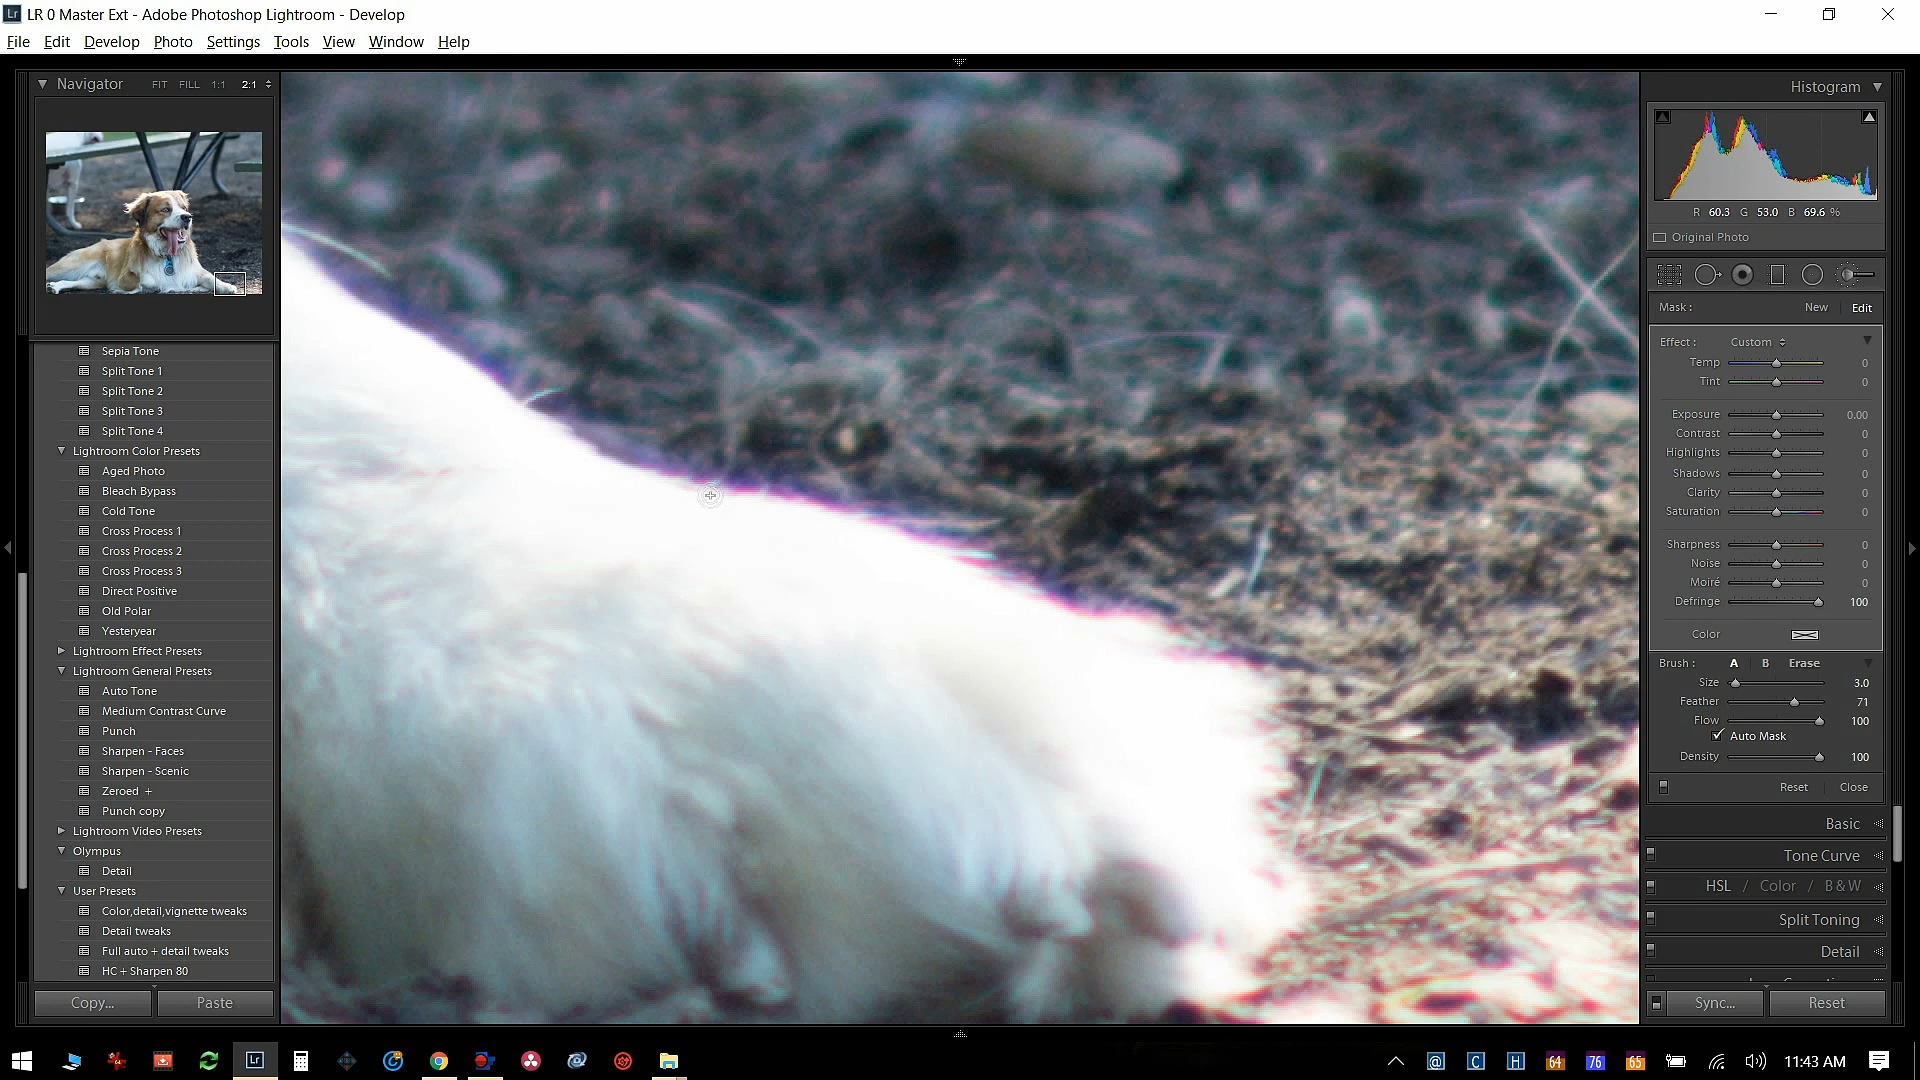 Lr LR 0 Master Ext - Adobe Photoshop Lightroom - Develop
File Edit Develop Photo Settings Tools View Window Help
Navigator FIT FILL 1:1 2:1
Sepia Tone
Split Tone 1
Split Tone 2
Split Tone 3
Split Tone 4
Lightroom Color Presets
Aged Photo
Bleach Bypass
Cold Tone
Cross Process 1
Cross Process 2
Cross Process 3
Direct Positive
Old Polar
Yesteryear
Lightroom Effect Presets
Lightroom General Presets
Auto Tone
Medium Contrast Curve
Punch
Sharpen - Faces
Sharpen - Scenic
Zeroed +
Punch copy
Lightroom Video Presets
Olympus
Detail
User Presets
Color,detail,vignette tweaks
Detail tweaks
Full auto + detail tweaks
HC + Sharpen 80
Copy... Paste
Histogram
R 60.3 G 53.0 B 69.6 %
Original Photo
Mask : New Edit
Effect : Custom
Temp 0
Tint 0
Exposure 0.00
Contrast 0
Highlights 0
Shadows 0
Clarity 0
Saturation 0
Sharpness 0
Noise 0
Moiré 0
Defringe 100
Color
Brush : A B Erase
Size 3.0
Feather 71
Flow 100
Auto Mask
Density 100
Reset Close
Basic
Tone Curve
HSL / Color / B & W
Split Toning
Detail
Sync... Reset
Lr @ C H 64 76 65 11:43 AM